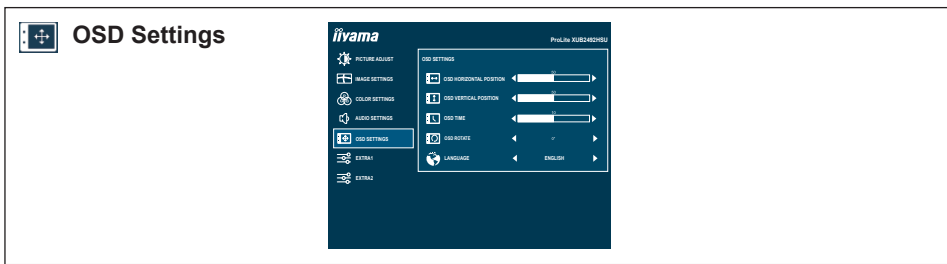 OSD Settings
iiyama
ProLite XUB2492HSU
PICTURE ADJUST
IMAGE SETTINGS
COLOR SETTINGS
AUDIO SETTINGS
OSD SETTINGS
EXTRA1
EXTRA2
OSD SETTINGS
OSD HORIZONTAL POSITION
OSD VERTICAL POSITION
OSD TIME
OSD ROTATE
LANGUAGE ENGLISH